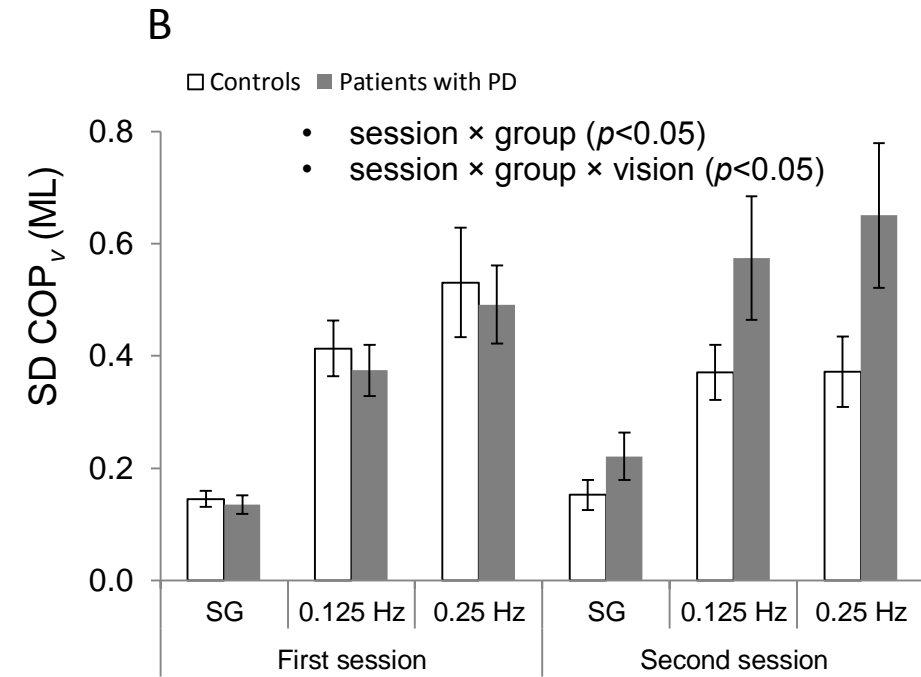 B
Controls Patients with PD
• session × group (p<0.05)
• session × group × vision (p<0.05)
SD COPv (ML)
0.8
0.6
0.4
0.2
0.0
SG 0.125 Hz 0.25 Hz SG 0.125 Hz 0.25 Hz
First session Second session